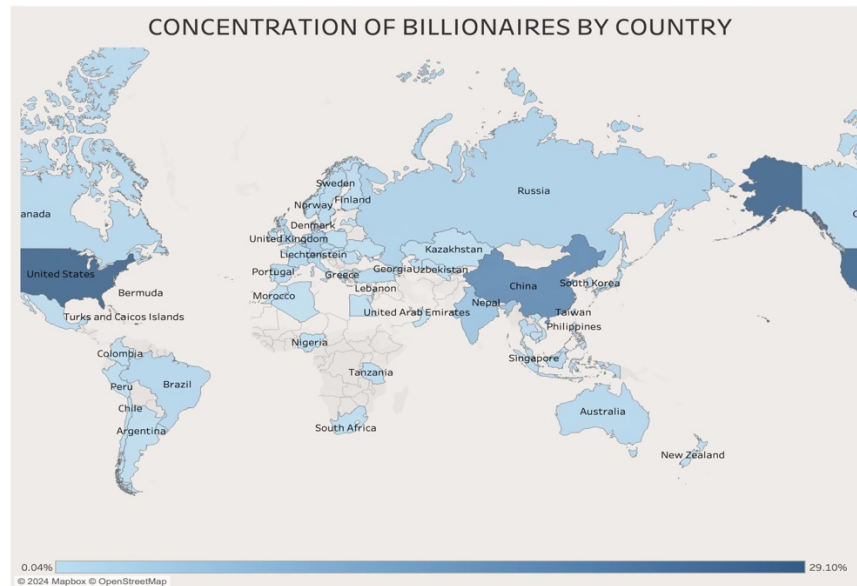 CONCENTRATION OF BILLIONAIRES BY COUNTRY
Sweden
Finland
Russia
Norway
anada
Denmark
C
United Kingdom
Kazakhstan
Liechtenstein
United States
Portugal
Greece
Georgia
Uzbekistan
China
South Korea
Bermuda
Lebanon
Morocco
Nepal
Turks and Caicos Islands
United Arab Emirates
Taiwan
Philippines
Nigeria
Colombia
Singapore
Tanzania
Peru
Brazil
Chile
Australia
Argentina
South Africa
New Zealand
0.04%
29.10%
© 2024 Mapbox © OpenStreetMap